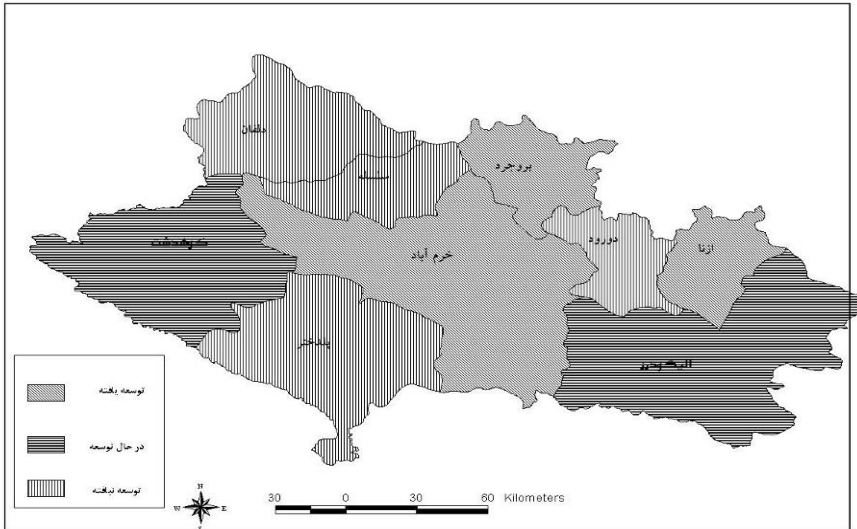 دلفان
بروجرد
سلسله
کوهدشت
خرم آباد
دورود
ازنا
پلدختر
الیگودرز
توسعه یافته
در حال توسعه
توسعه نیافته
N
W E
S
30 0 30 60 Kilometers